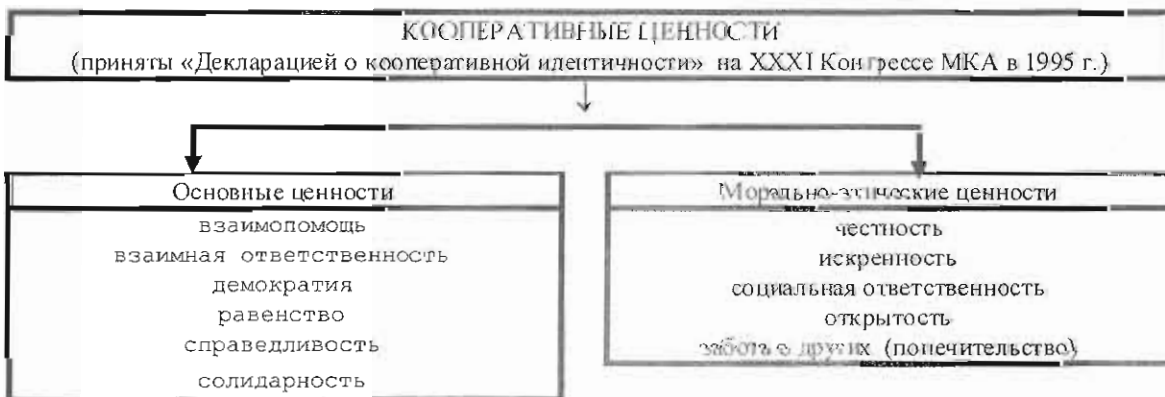 КООПЕРАТИВНЫЕ ЦЕННОСТИ
(приняты «Декларацией о кооперативной идентичности» на XXXI Конгрессе МКА в 1995 г.)
Основные ценности
взаимопомощь
взаимная ответственность
демократия
равенство
справедливость
солидарность
Морально-этические ценности
честность
искренность
социальная ответственность
открытость
забота о других (попечительство)